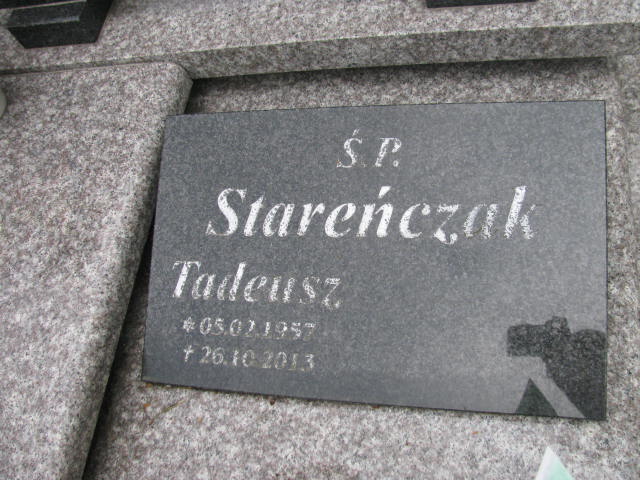 Ś. P.
Stareńczak
Tadeusz
* 05.02.1957
† 26.10.2013